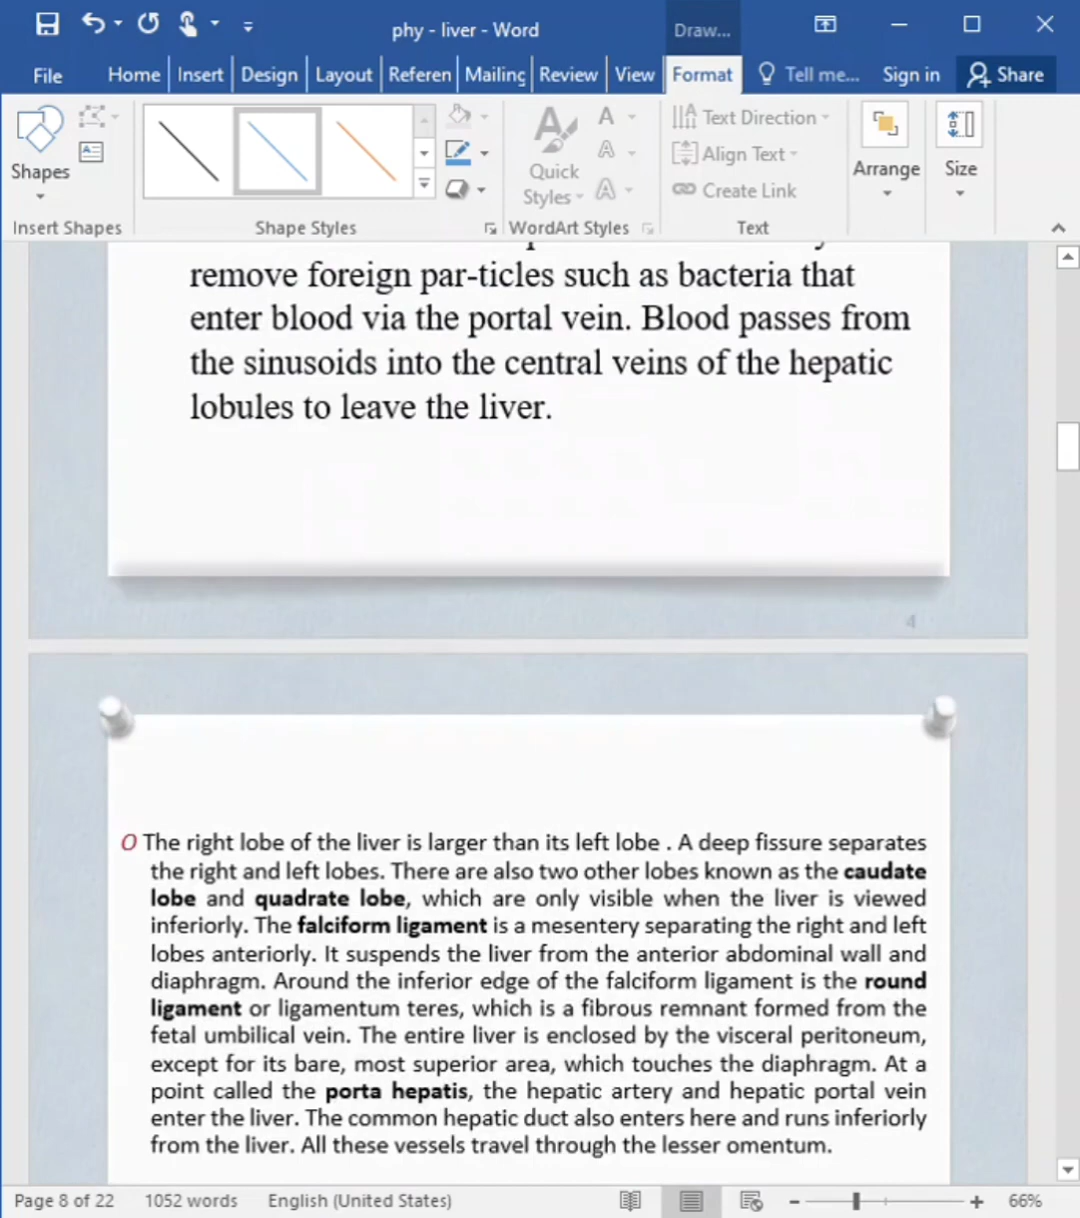 phy - liver - Word
Draw...
File
Home
Insert
Design
Layout
Referen
Mailing
Review
View
Format
Tell me...
Sign in
Share
Shapes
Insert Shapes
Shape Styles
Quick
Styles
WordArt Styles
Text Direction
Align Text
Create Link
Text
Arrange
Size
remove foreign par-ticles such as bacteria that
enter blood via the portal vein. Blood passes from
the sinusoids into the central veins of the hepatic
lobules to leave the liver.
4
O The right lobe of the liver is larger than its left lobe . A deep fissure separates
the right and left lobes. There are also two other lobes known as the caudate
lobe and quadrate lobe, which are only visible when the liver is viewed
inferiorly. The falciform ligament is a mesentery separating the right and left
lobes anteriorly. It suspends the liver from the anterior abdominal wall and
diaphragm. Around the inferior edge of the falciform ligament is the round
ligament or ligamentum teres, which is a fibrous remnant formed from the
fetal umbilical vein. The entire liver is enclosed by the visceral peritoneum,
except for its bare, most superior area, which touches the diaphragm. At a
point called the porta hepatis, the hepatic artery and hepatic portal vein
enter the liver. The common hepatic duct also enters here and runs inferiorly
from the liver. All these vessels travel through the lesser omentum.
Page 8 of 22
1052 words
English (United States)
66%